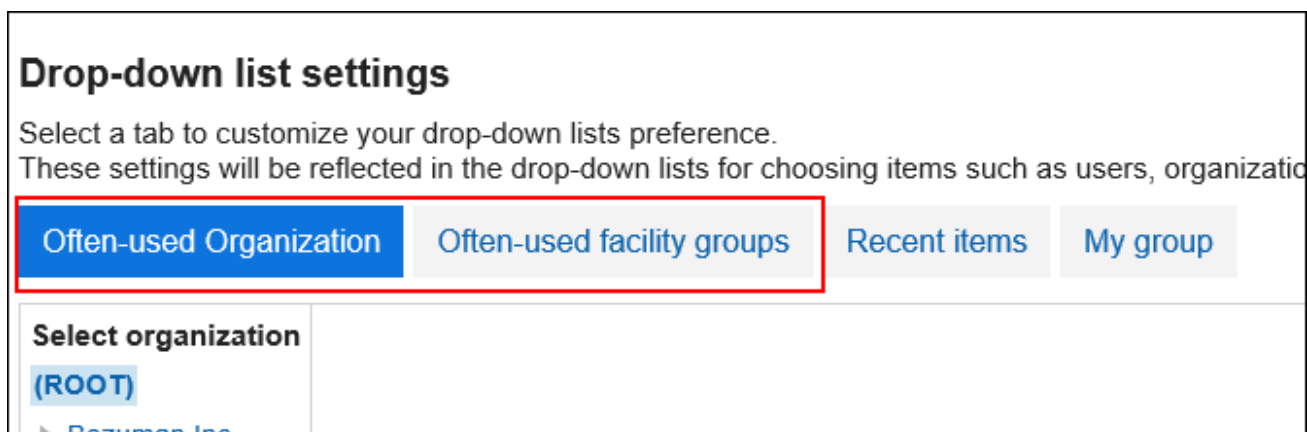 Drop-down list settings
Select a tab to customize your drop-down lists preference.
These settings will be reflected in the drop-down lists for choosing items such as users, organizatio
Often-used Organization Often-used facility groups Recent items My group
Select organization
(ROOT)